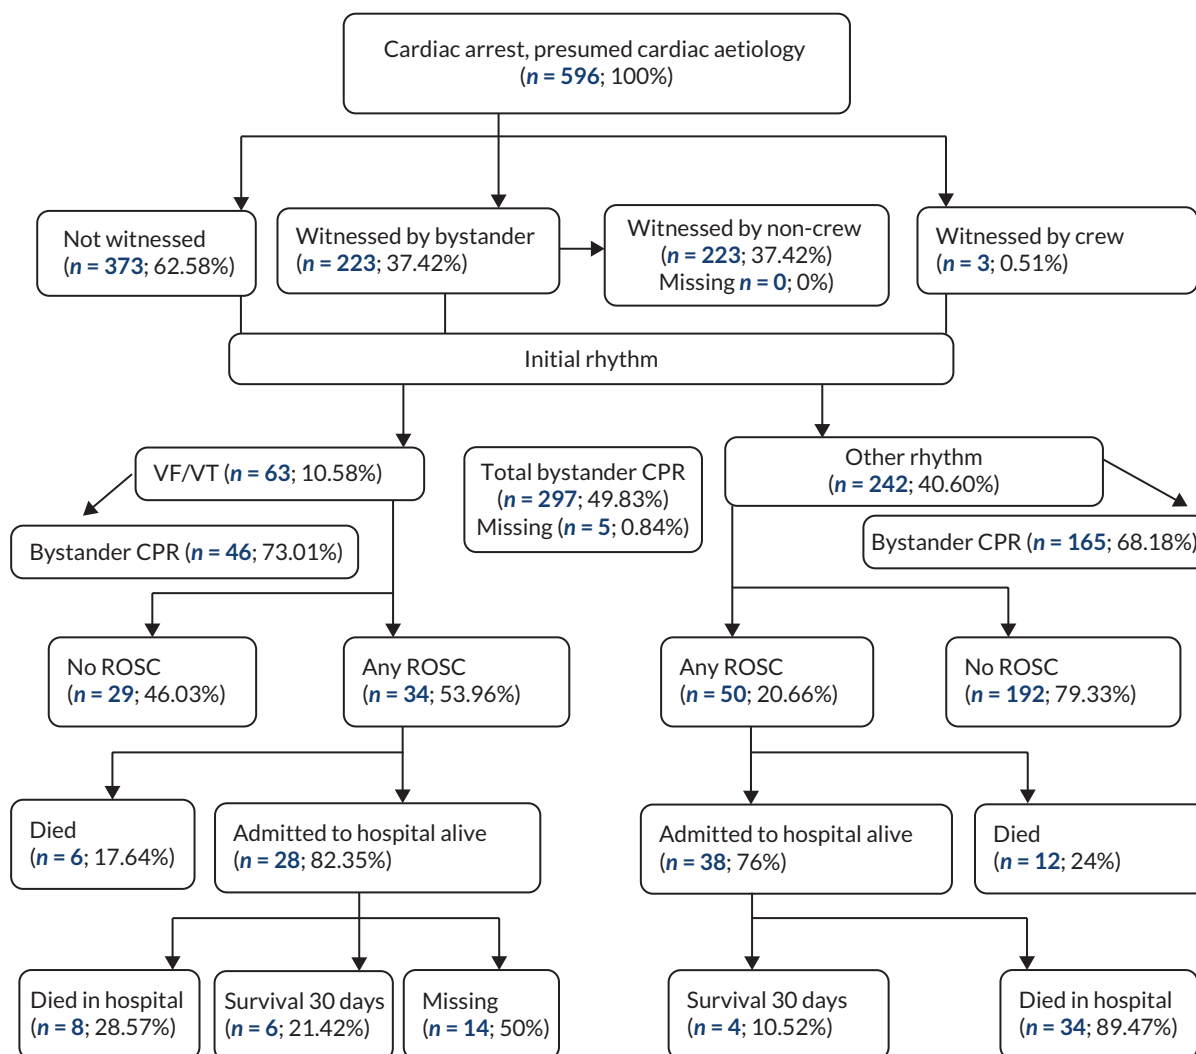 Cardiac arrest, presumed cardiac aetiology
(n = 596; 100%)
Not witnessed
(n = 373; 62.58%)
Witnessed by bystander
(n = 223; 37.42%)
Witnessed by non-crew
(n = 223; 37.42%)
Missing n = 0; 0%)
Witnessed by crew
(n = 3; 0.51%)
Initial rhythm
VF/VT (n = 63; 10.58%)
Total bystander CPR
(n = 297; 49.83%)
Missing (n = 5; 0.84%)
Other rhythm
(n = 242; 40.60%)
Bystander CPR (n = 46; 73.01%)
Bystander CPR (n = 165; 68.18%)
No ROSC
(n = 29; 46.03%)
Any ROSC
(n = 34; 53.96%)
Any ROSC
(n = 50; 20.66%)
No ROSC
(n = 192; 79.33%)
Died
(n = 6; 17.64%)
Admitted to hospital alive
(n = 28; 82.35%)
Admitted to hospital alive
(n = 38; 76%)
Died
(n = 12; 24%)
Died in hospital
(n = 8; 28.57%)
Survival 30 days
(n = 6; 21.42%)
Missing
(n = 14; 50%)
Survival 30 days
(n = 4; 10.52%)
Died in hospital
(n = 34; 89.47%)